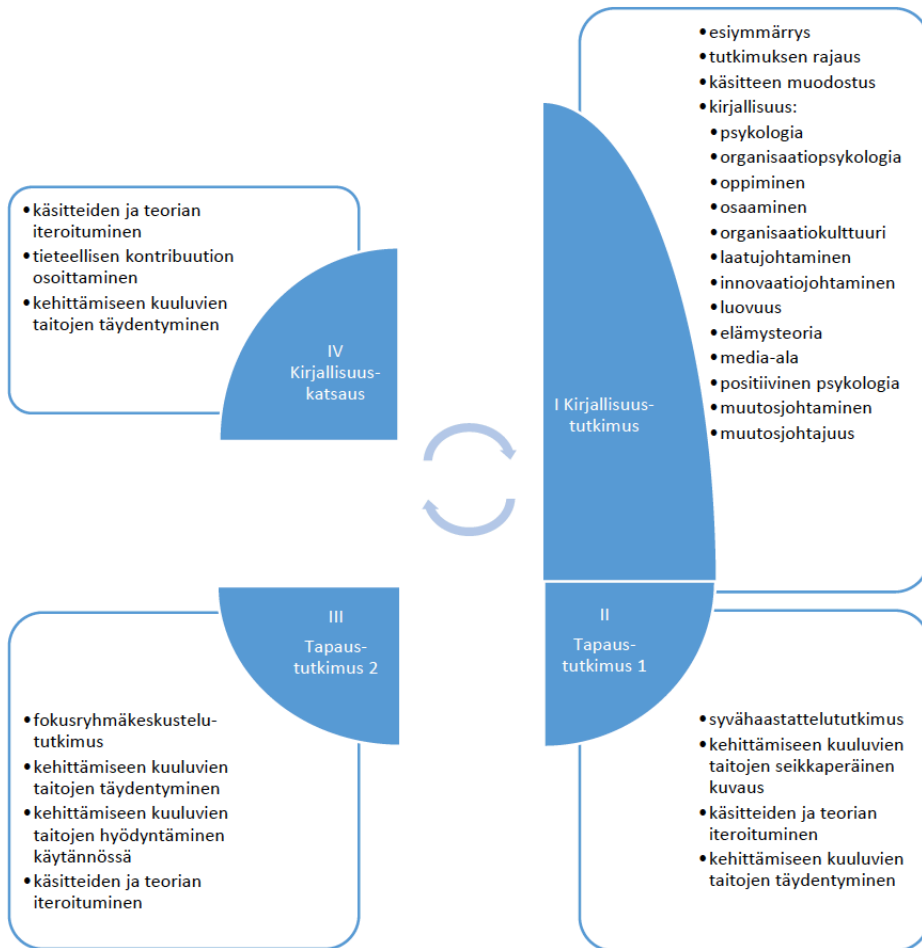 •esiymmärrys
•tutkimuksen rajaus
•käsitteen muodostus
•kirjallisuus:
•psykologia
•organisaatiopsykologia
•oppiminen
•osaaminen
•organisaatiokulttuuri
•laatujohtaminen
•innovaatiojohtaminen
•luovuus
•elämysteoria
•media-ala
•positiivinen psykologia
•muutosjohtaminen
•muutosjohtajuus
I Kirjallisuus-
tutkimus
II
Tapaus-
tutkimus 1
•syvähaastattelututkimus
•kehittämiseen kuuluvien
taitojen seikkaperäinen
kuvaus
•käsitteiden ja teorian
iteroituminen
•kehittämiseen kuuluvien
taitojen täydentyminen
III
Tapaus-
tutkimus 2
•fokusryhmäkeskustelu-
tutkimus
•kehittämiseen kuuluvien
taitojen täydentyminen
•kehittämiseen kuuluvien
taitojen hyödyntäminen
käytännössä
•käsitteiden ja teorian
iteroituminen
IV
Kirjallisuus-
katsaus
•käsitteiden ja teorian
iteroituminen
•tieteellisen kontribuution
osoittaminen
•kehittämiseen kuuluvien
taitojen täydentyminen